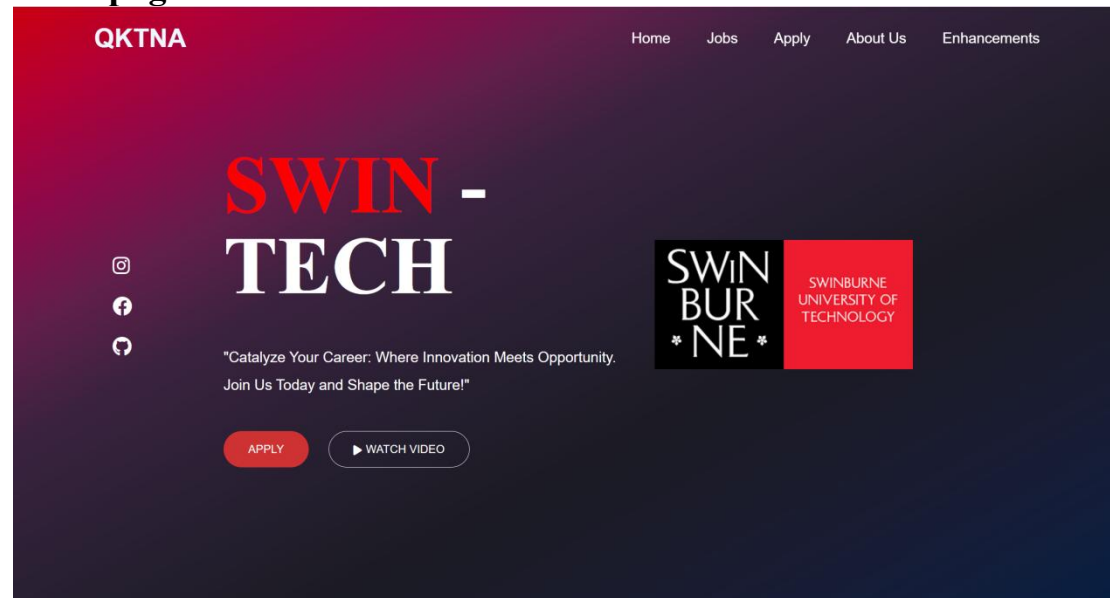 QKTNA
Home Jobs Apply About Us Enhancements
SWIN -
TECH
"Catalyze Your Career: Where Innovation Meets Opportunity.
Join Us Today and Shape the Future!"
APPLY
WATCH VIDEO
SWiN
BUR
NE
SWINBURNE
UNIVERSITY OF
TECHNOLOGY